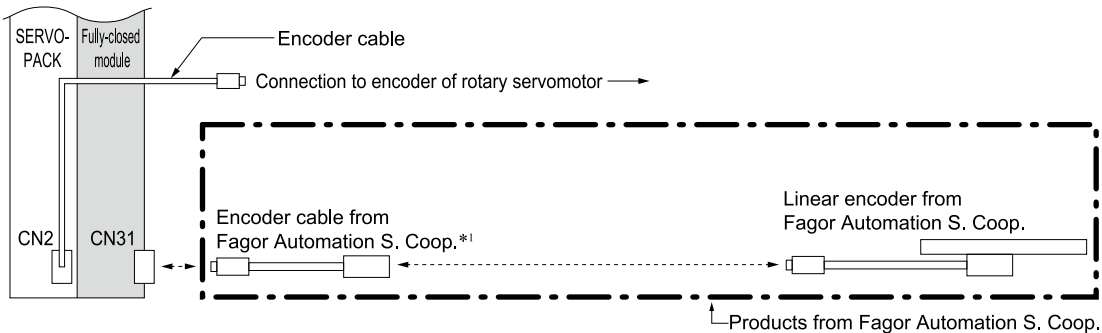 SERVO-
PACK
Fully-closed
module
Encoder cable
Connection to encoder of rotary servomotor
Encoder cable from
Fagor Automation S. Coop.*1
Linear encoder from
Fagor Automation S. Coop.
CN2
CN31
Products from Fagor Automation S. Coop.